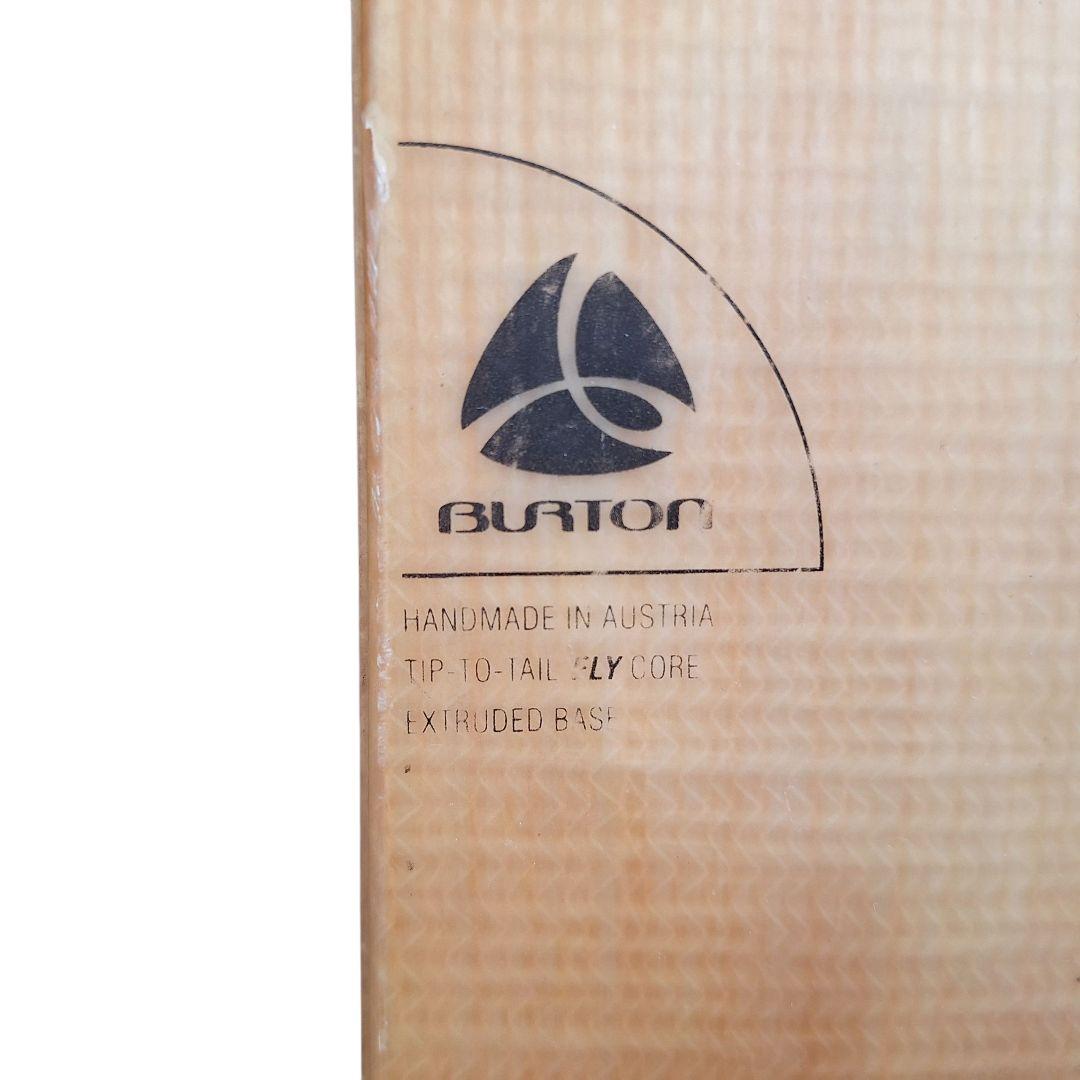 BURTON
HANDMADE IN AUSTRIA
TIP-TO-TAIL FLY CORE
EXTRUDED BASE